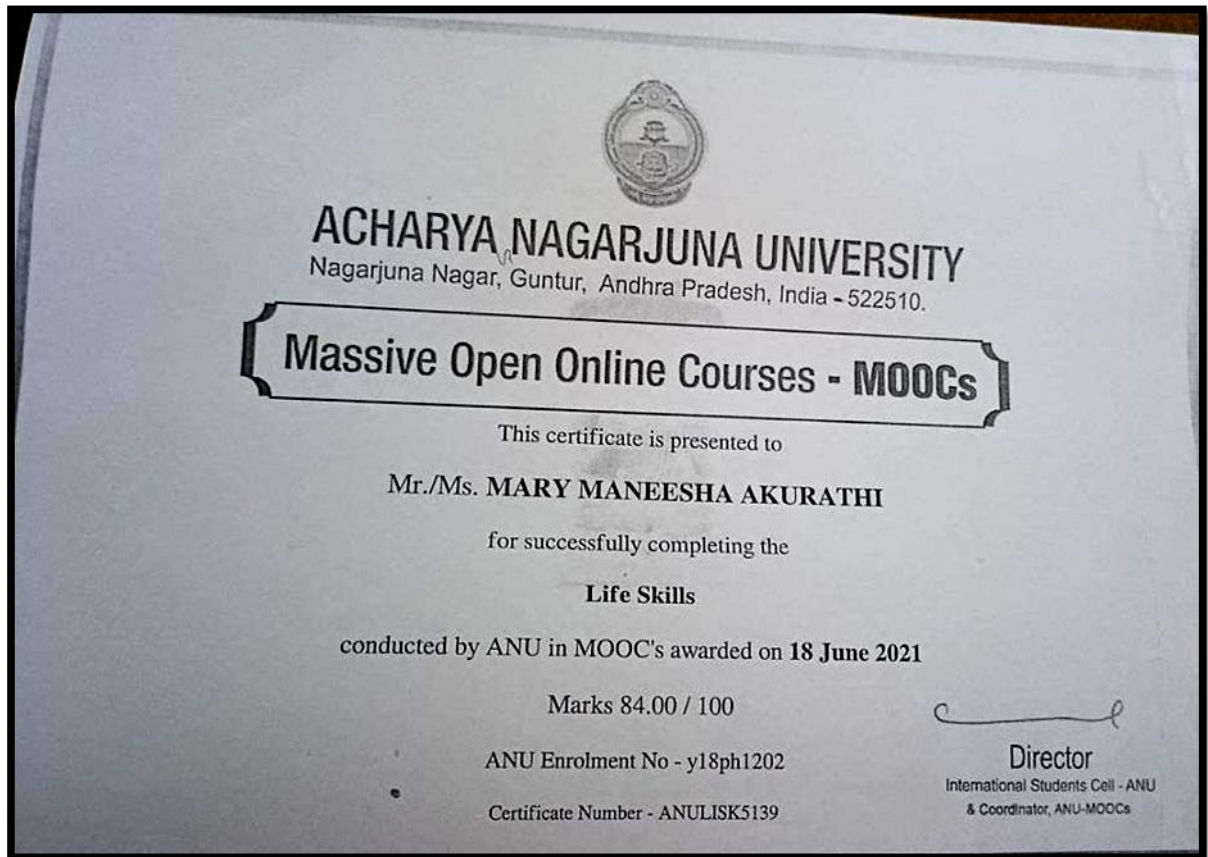 ACHARYA NAGARJUNA UNIVERSITY
Nagarjuna Nagar, Guntur, Andhra Pradesh, India - 522510.
Massive Open Online Courses - MOOCs
This certificate is presented to
Mr./Ms. MARY MANEESHA AKURATHI
for successfully completing the
Life Skills
conducted by ANU in MOOC's awarded on 18 June 2021
Marks 84.00 / 100
ANU Enrolment No - y18ph1202
Certificate Number - ANULISK5139
Director
International Students Cell - ANU
& Coordinator, ANU-MOOCs